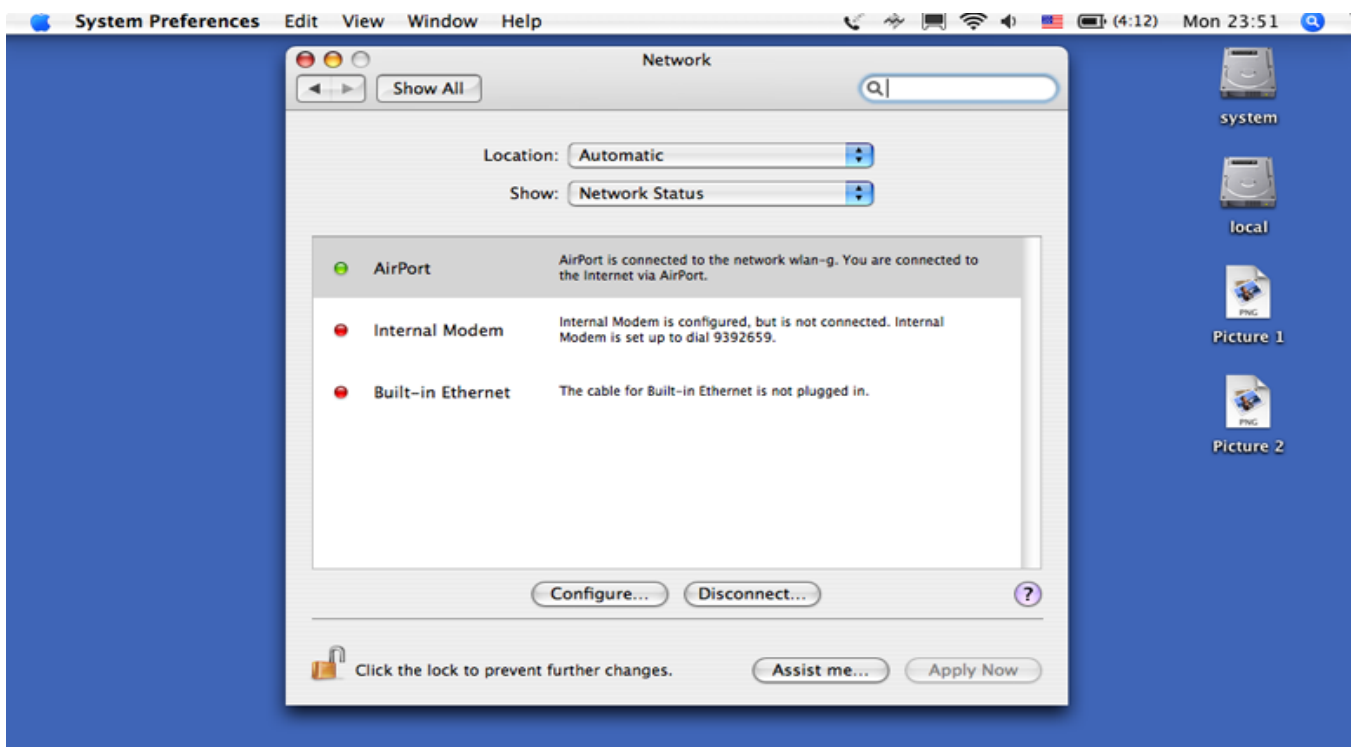 System Preferences Edit View Window Help (4:12) Mon 23:51
Network
Show All
Location: Automatic
Show: Network Status
AirPort
AirPort is connected to the network wlan-g. You are connected to
the Internet via AirPort.
Internal Modem
Internal Modem is configured, but is not connected. Internal
Modem is set up to dial 9392659.
Built-in Ethernet
The cable for Built-in Ethernet is not plugged in.
Configure... Disconnect... ?
Click the lock to prevent further changes. Assist me... Apply Now
system
local
PNG
Picture 1
PNG
Picture 2